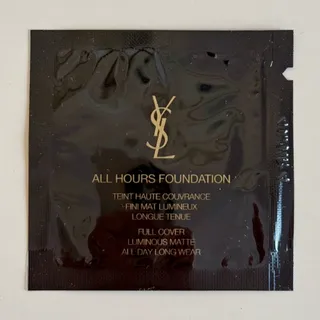 YSL
ALL HOURS FOUNDATION
TEINT HAUTE COUVRANCE
FINI MAT LUMINEUX
LONGUE TENUE
FULL COVER
LUMINOUS MATTE
ALL DAY LONG WEAR